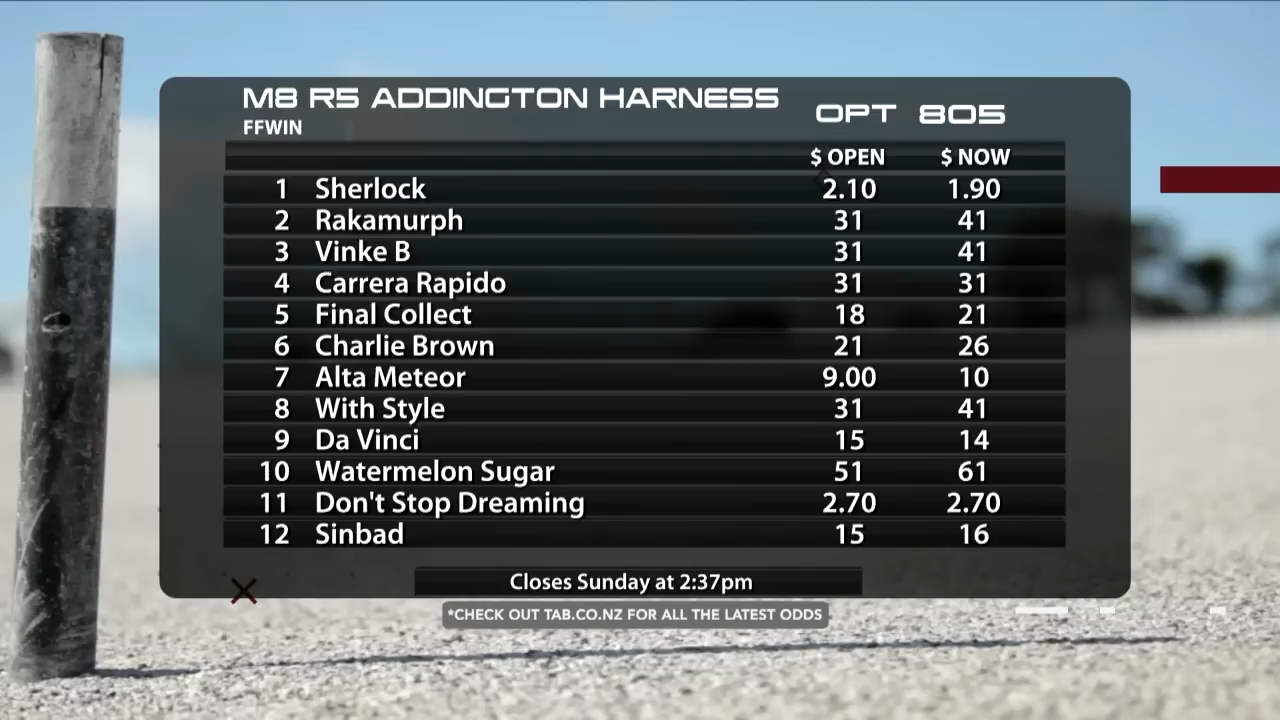 M8 R5 ADDINGTON HARNESS OPT 805
FFWIN
$ OPEN $ NOW
1 Sherlock 2.10 1.90
2 Rakamurph 31 41
3 Vinke B 31 41
4 Carrera Rapido 31 31
5 Final Collect 18 21
6 Charlie Brown 21 26
7 Alta Meteor 9.00 10
8 With Style 31 41
9 Da Vinci 15 14
10 Watermelon Sugar 51 61
11 Don't Stop Dreaming 2.70 2.70
12 Sinbad 15 16
Closes Sunday at 2:37pm
*CHECK OUT TAB.CO.NZ FOR ALL THE LATEST ODDS